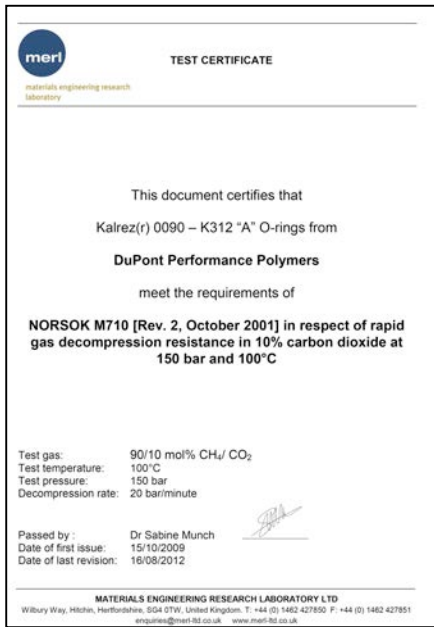 merl
TEST CERTIFICATE
materials engineering research
laboratory
This document certifies that
Kalrez(r) 0090 – K312 “A” O-rings from
DuPont Performance Polymers
meet the requirements of
NORSOK M710 [Rev. 2, October 2001] in respect of rapid
gas decompression resistance in 10% carbon dioxide at
150 bar and 100°C
Test gas: 90/10 mol% CH₄/ CO₂
Test temperature: 100°C
Test pressure: 150 bar
Decompression rate: 20 bar/minute
Passed by : Dr Sabine Munch
Date of first issue: 15/10/2009
Date of last revision: 16/08/2012
MATERIALS ENGINEERING RESEARCH LABORATORY LTD
Wilbury Way, Hitchin, Hertfordshire, SG4 0TW, United Kingdom. T: +44 (0) 1462 427850 F: +44 (0) 1462 427851
enquiries@merl-ltd.co.uk www.merl-ltd.co.uk